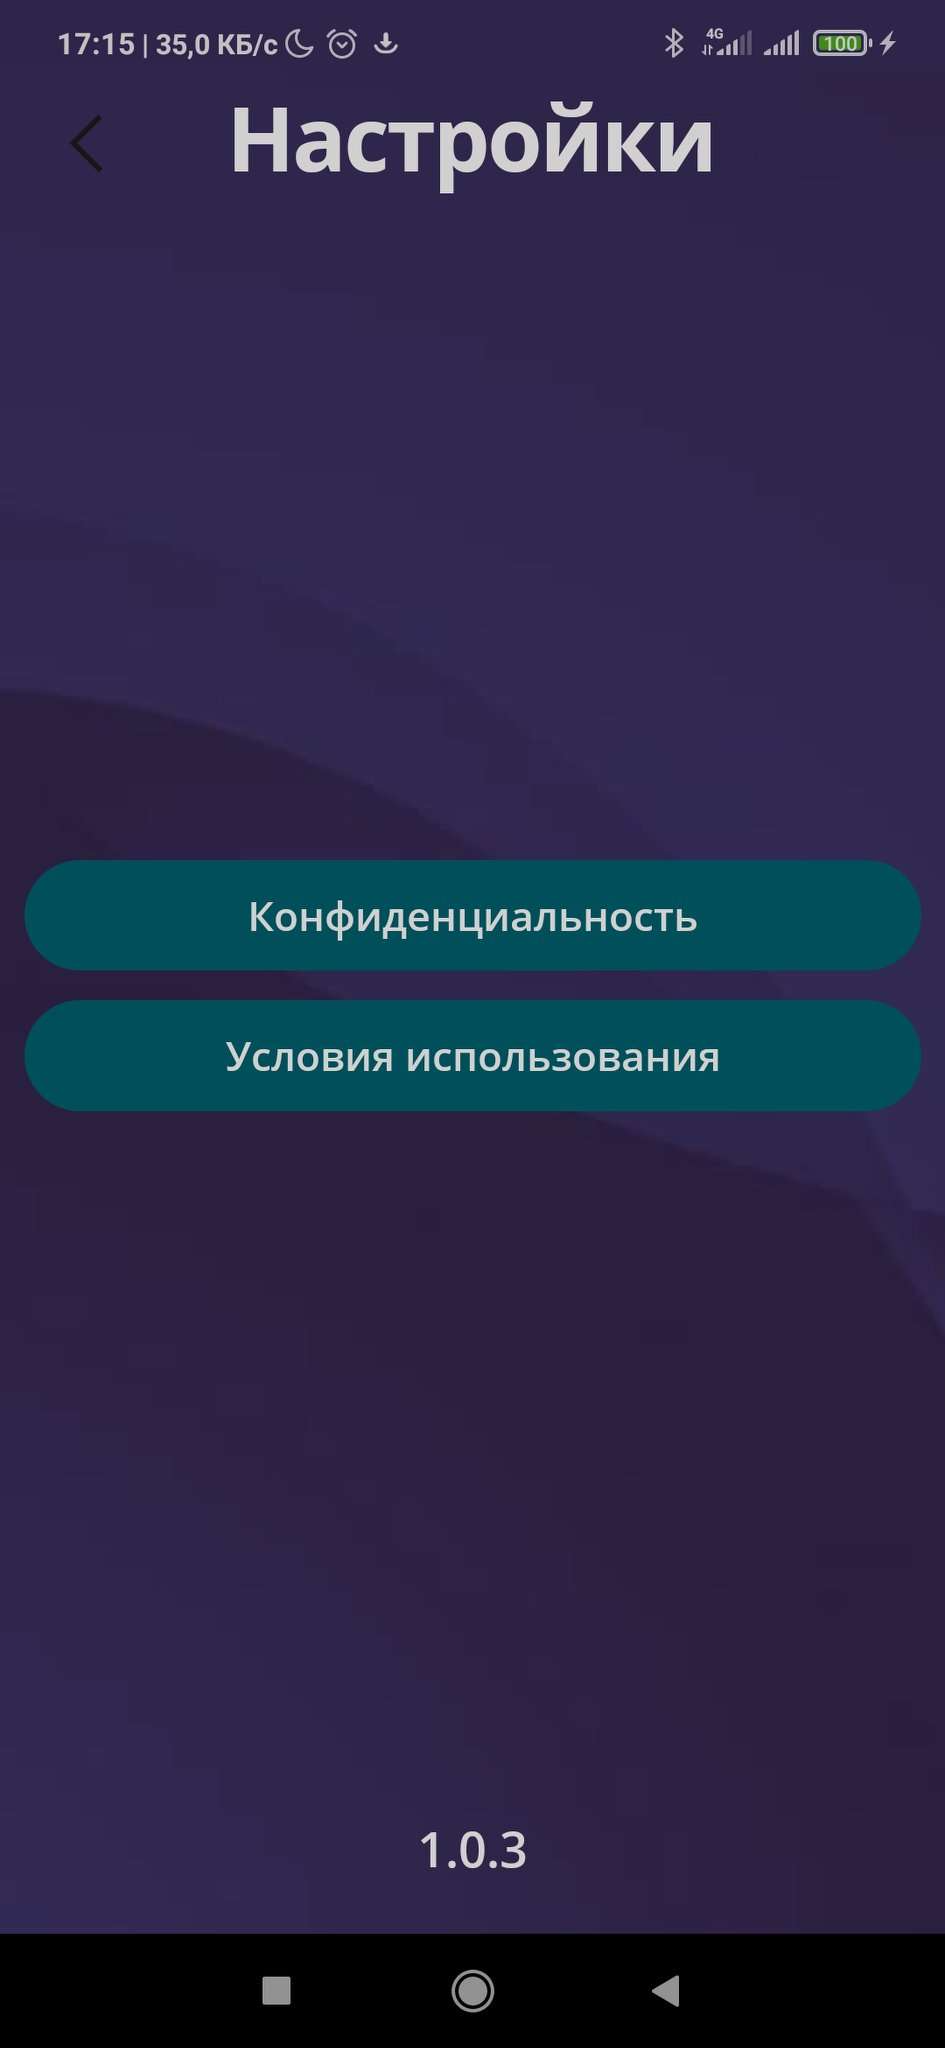 17:15 | 35,0 КБ/с 4G 100
Настройки
Конфиденциальность
Условия использования
1.0.3